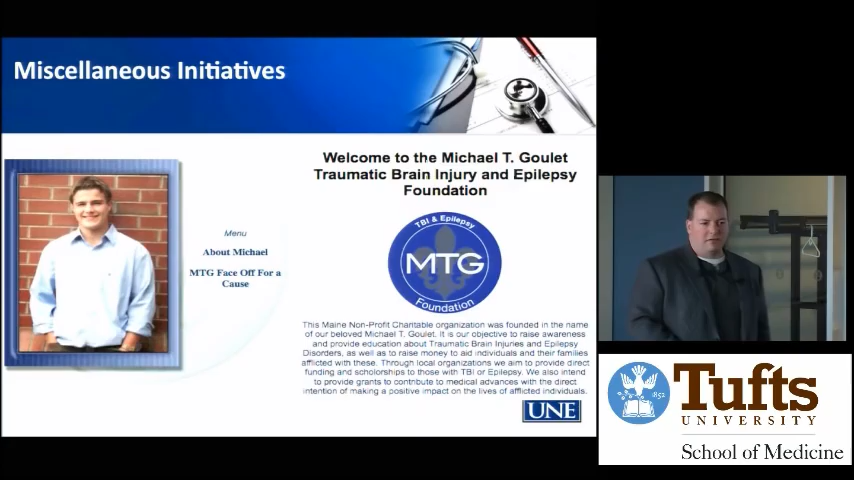 Miscellaneous Initiatives
Welcome to the Michael T. Goulet
Traumatic Brain Injury and Epilepsy
Foundation
Menu
About Michael
MTG Face Off For a
Cause
TBI & Epilepsy
MTG
Foundation
This Maine Non-Profit Charitable organization was founded in the name
of our beloved Michael T. Goulet. It is our objective to raise awareness
and provide education about Traumatic Brain Injuries and Epilepsy
Disorders, as well as to raise money to aid individuals and their families
afflicted with these. Through local organizations we aim to provide direct
funding and scholorships to those with TBI or Epilepsy. We also intend
to provide grants to contribute to medical advances with the direct
intention of making a positive impact on the lives of afflicted individuals.
UNE
1852
Tufts
UNIVERSITY
School of Medicine